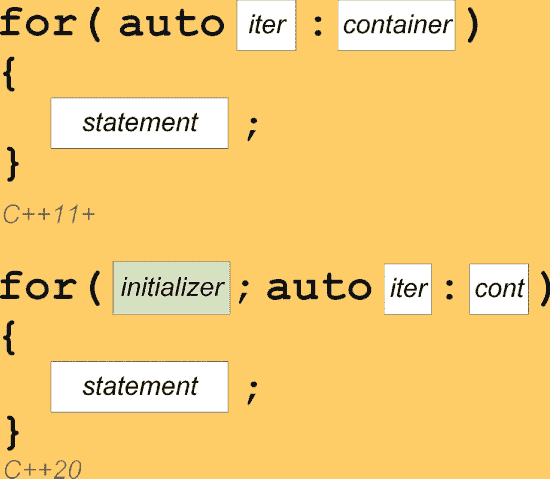 for( auto iter : container )
{
statement ;
}
C++11+
for( initializer ; auto iter : cont )
{
statement ;
}
C++20